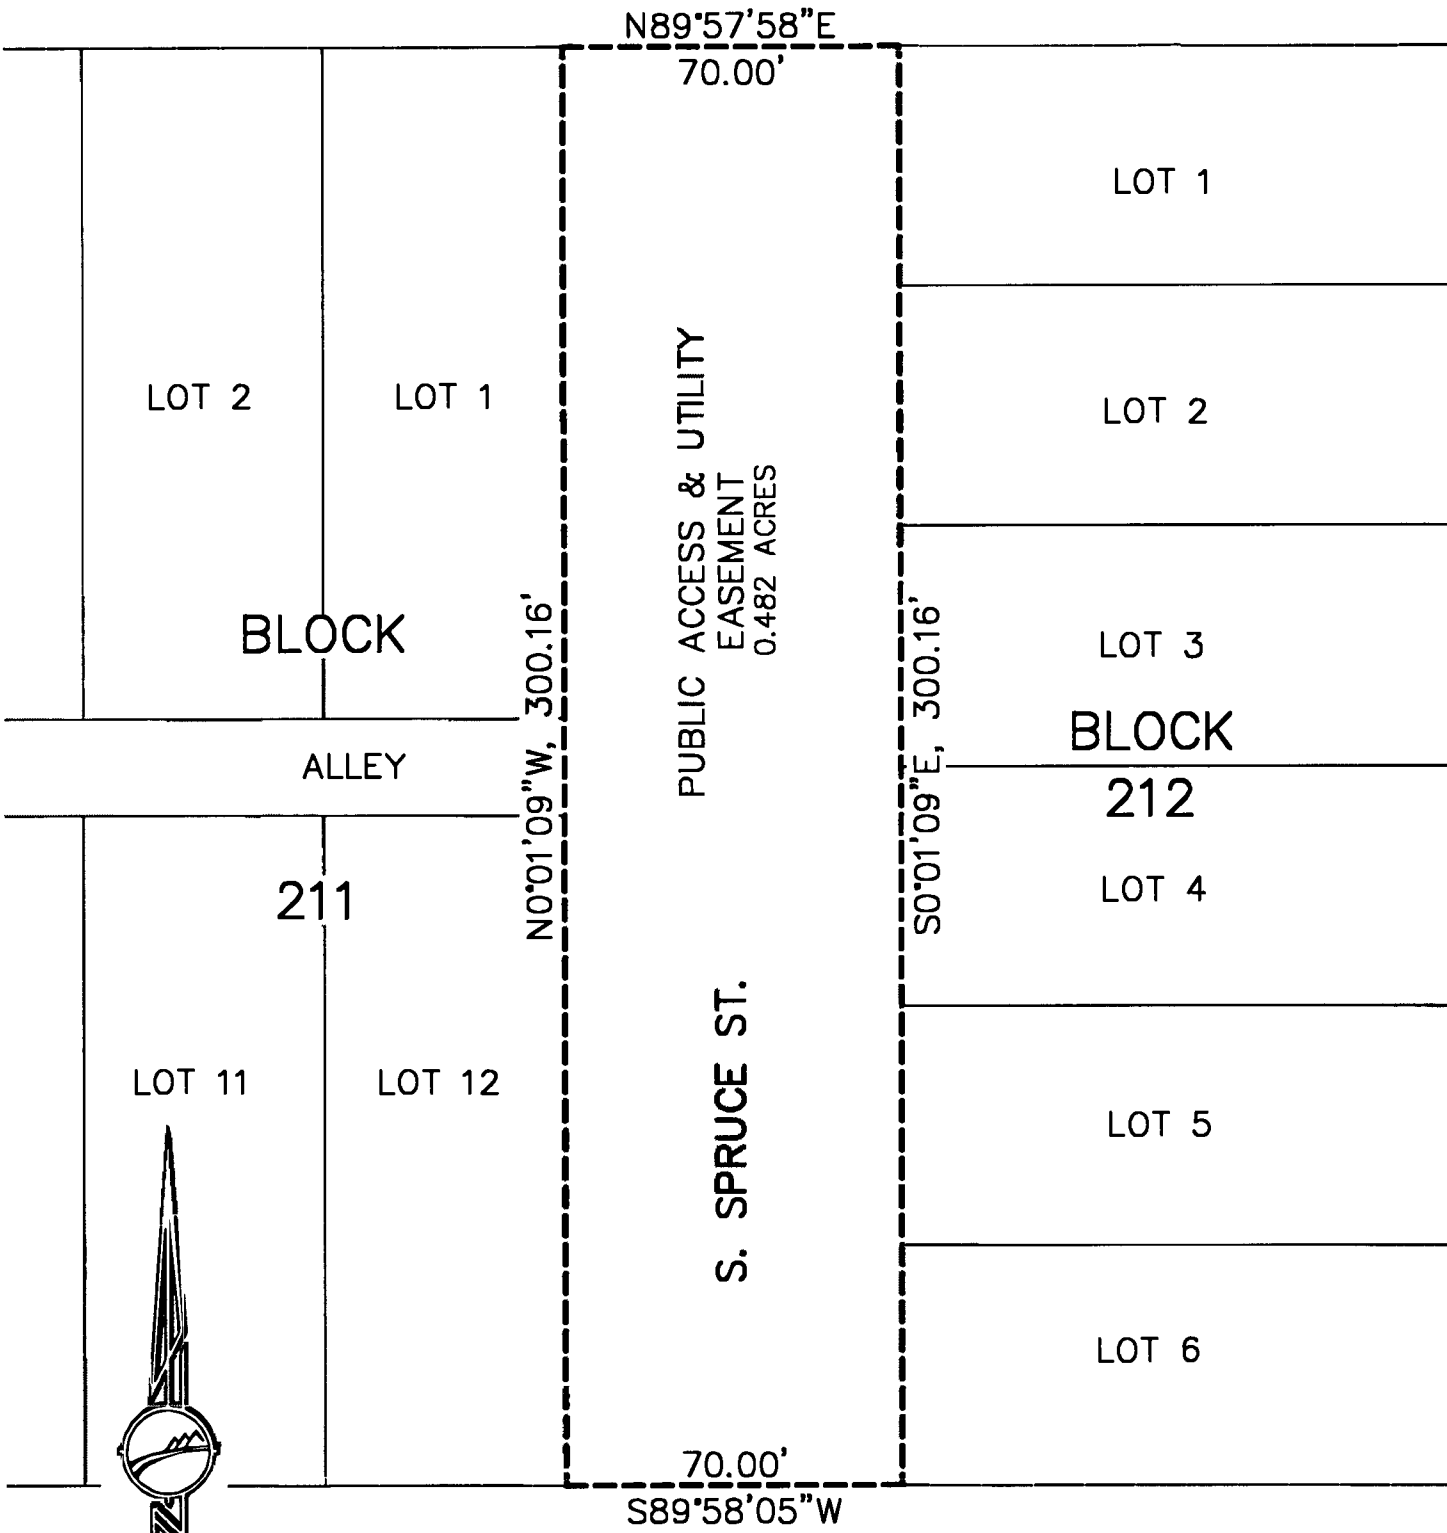 N89°57'58"E
70.00'
LOT 1
LOT 2
LOT 1
LOT 2
PUBLIC ACCESS & UTILITY
EASEMENT
0.482 ACRES
BLOCK
N0°01'09"W, 300.16'
S0°01'09"E, 300.16'
LOT 3
BLOCK
ALLEY
212
211
LOT 4
S. SPRUCE ST.
LOT 11
LOT 12
LOT 5
LOT 6
70.00'
S89°58'05"W